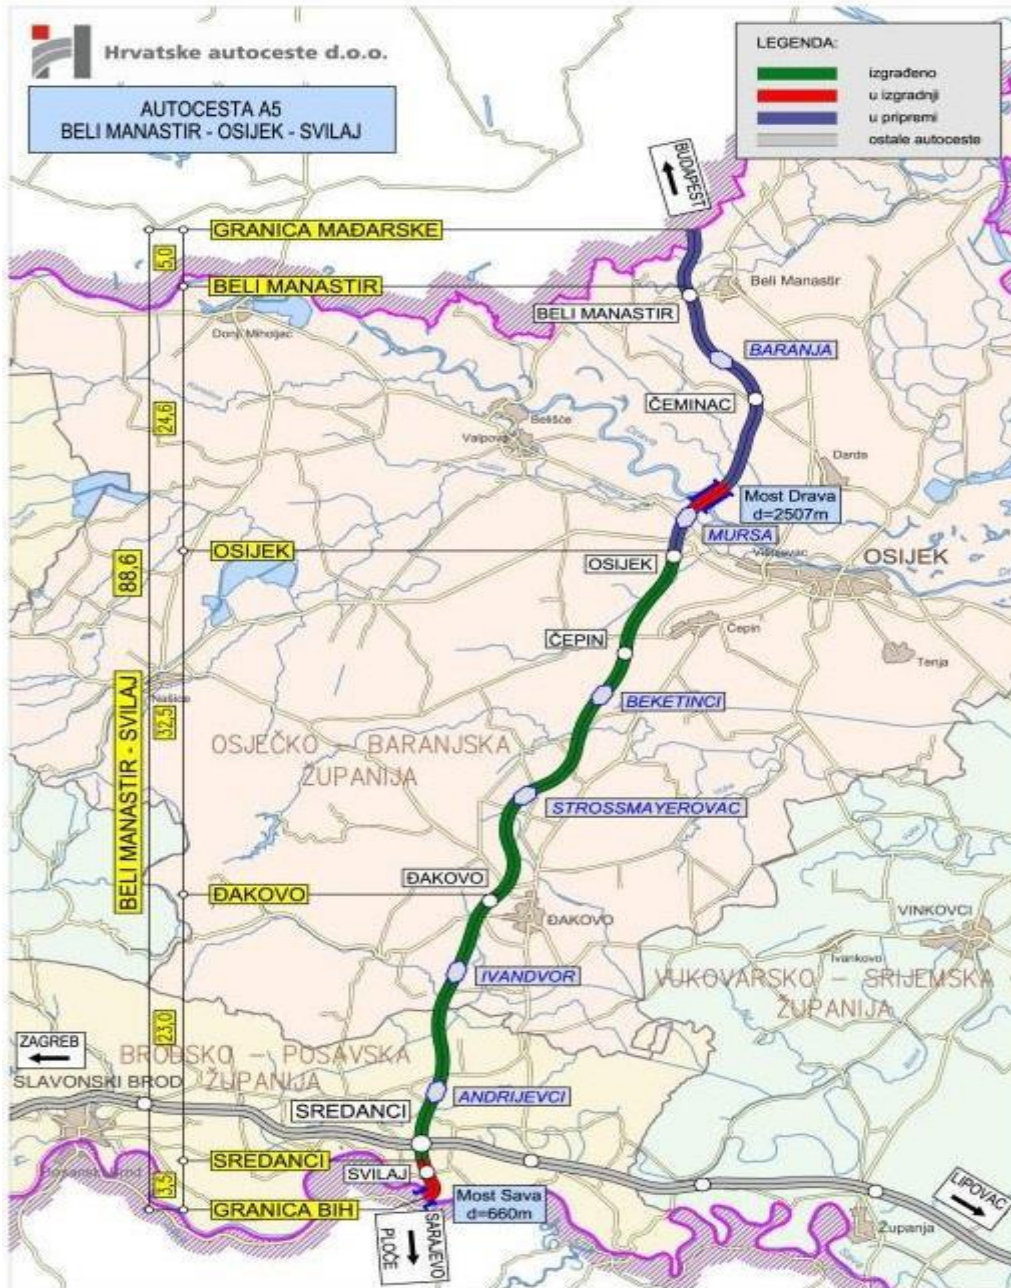 Hrvatske autoceste d.o.o.
AUTOCESTA A5
BELI MANASTIR - OSIJEK - SVILAJ
LEGENDA:
izgrađeno
u izgradnji
u pripremi
ostale autoceste
BUDAPEST
GRANICA MAĐARSKE
5,0
BELI MANASTIR
Beli Manastir
BELI MANASTIR
Donji Miholjac
BARANJA
ČEMINAC
24,6
Belišće
Valpovo
Drava
Darda
Most Drava
d=2507m
MURSA
Višnjevac
OSIJEK
OSIJEK
OSIJEK
88,6
ČEPIN
Čepin
Tenja
BEKETINCI
Našice
32,5
BELI MANASTIR - SVILAJ
OSJEČKO – BARANJSKA
ŽUPANIJA
STROSSMAYEROVAC
ĐAKOVO
ĐAKOVO
ĐAKOVO
VINKOVCI
Ivankovo
IVANDVOR
VUKOVARSKO – SRIJEMSKA
ŽUPANIJA
23,0
ZAGREB
BRODSKO – POSAVSKA
ŽUPANIJA
SLAVONSKI BROD
ANDRIJEVCI
SREDANCI
SREDANCI
Bosanski Brod
SVILAJ
3,5
GRANICA BIH
Most Sava
d=660m
LIPOVAC
Županja
SARAJEVO
PLOČE